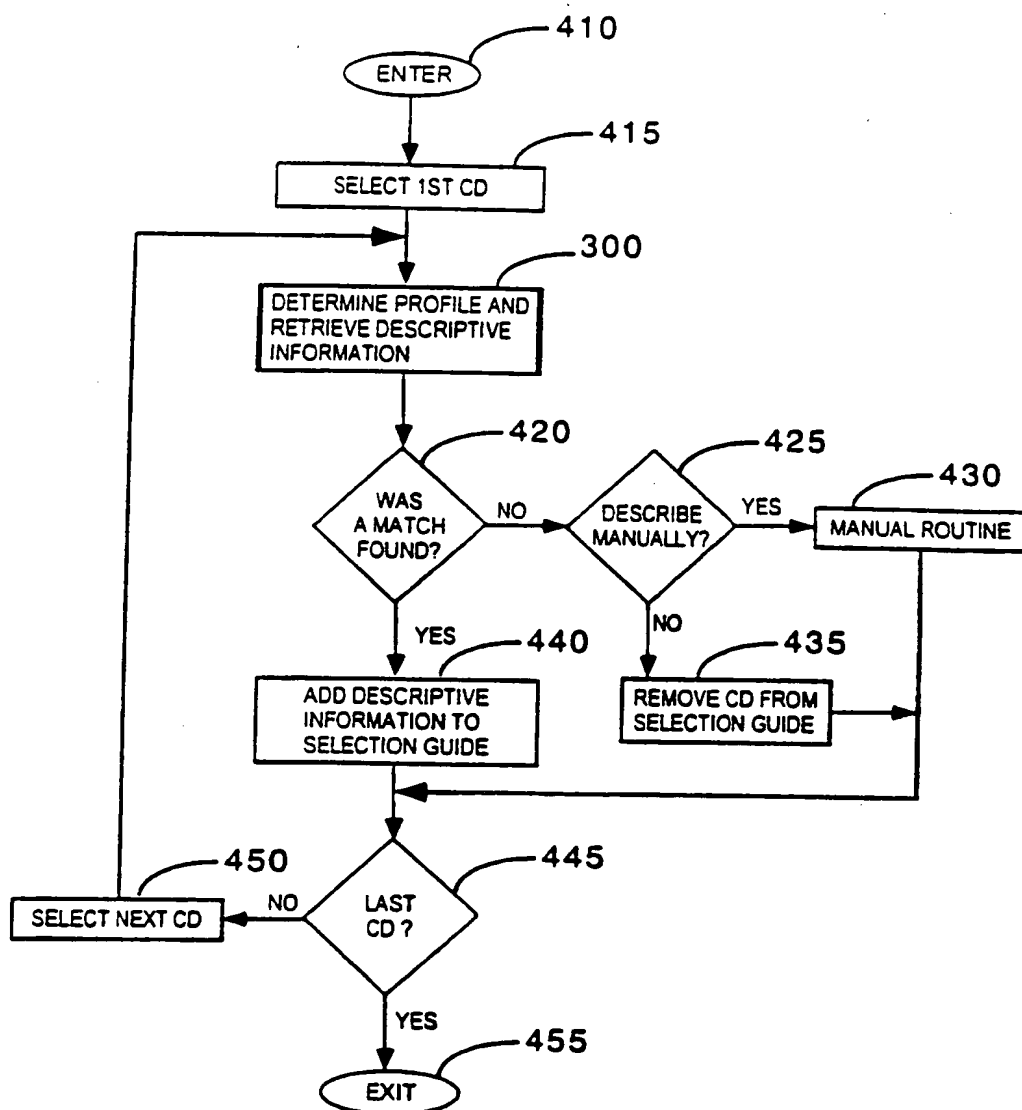 410
ENTER
415
SELECT 1ST CD
300
DETERMINE PROFILE AND
RETRIEVE DESCRIPTIVE
INFORMATION
420
WAS
A MATCH
FOUND?
NO
425
DESCRIBE
MANUALLY?
YES
430
MANUAL ROUTINE
YES
NO
440
ADD DESCRIPTIVE
INFORMATION TO
SELECTION GUIDE
435
REMOVE CD FROM
SELECTION GUIDE
445
LAST
CD ?
NO
450
SELECT NEXT CD
YES
455
EXIT